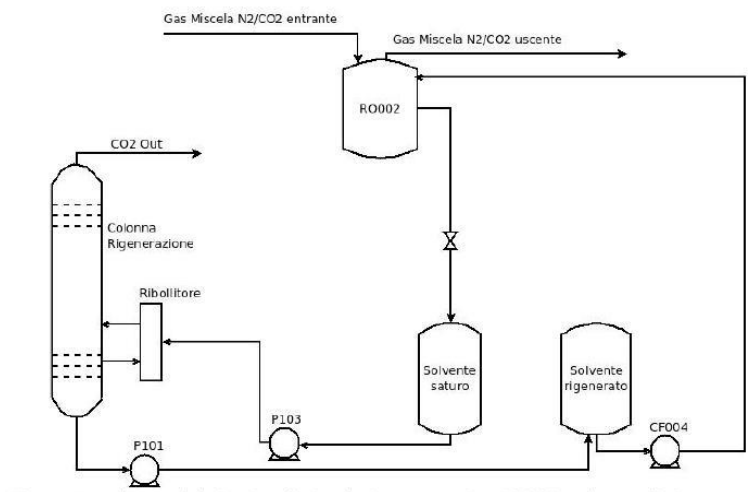 Gas Miscela N2/CO2 entrante
Gas Miscela N2/CO2 uscente
RO002
CO2 Out
Colonna
Rigenerazione
Ribollitore
Solvente
saturo
Solvente
rigenerato
P103
CF004
P101